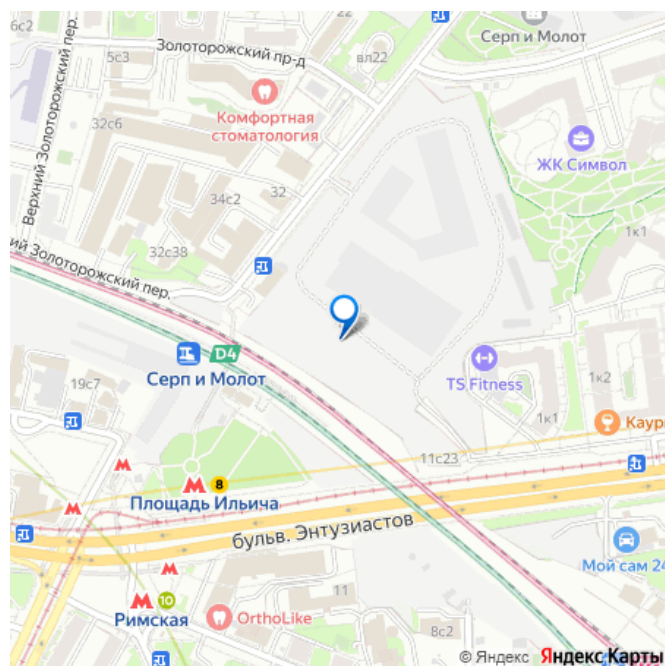 6с2
5с3
Золоторожский пр-д
вл22
Серп и Молот
Верхний Золоторожский пер.
32с6
Комфортная
стоматология
ЖК Символ
32
34с2
1к1
32с38
ий Золоторожский пер.
D4
Серп и Молот
TS Fitness
19с7
1к2
1к1
Каур
11с23
8
Площадь Ильича
бульв. Энтузиастов
Мой сам 24
11
10
Римская
OrthoLike
8с2
© Яндекс Яндекс Карты